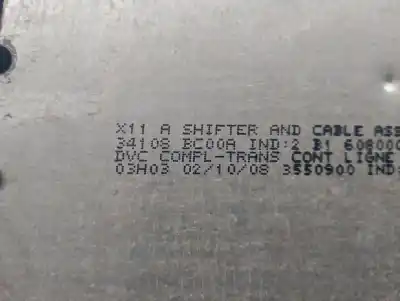 X11 A SHIFTER AND CABLE ASS
34108 BC00A IND:2 B1 608000
DVC COMPL-TRANS CONT LIGNE
03H03 02/10/08 3550900 IND: